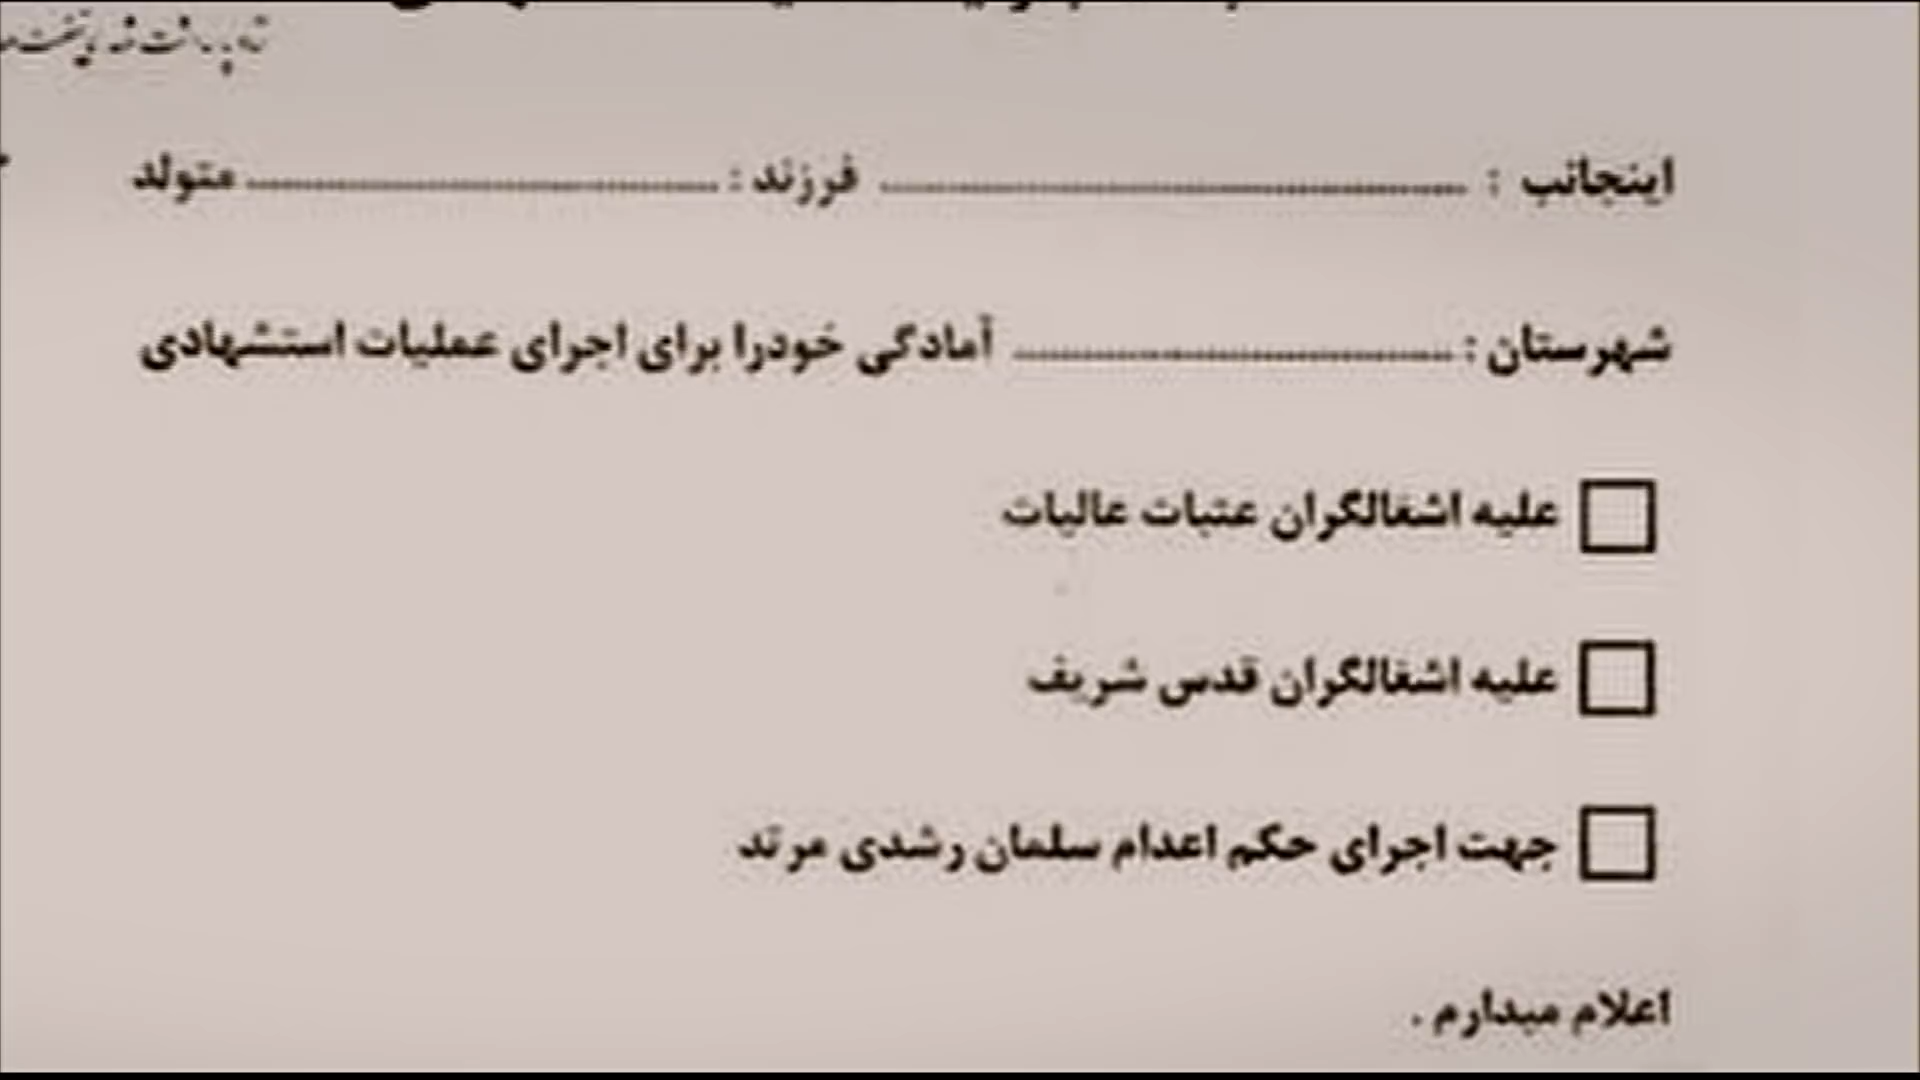 اینجانب : ........................ فرزند : ........................ متولد
شهرستان : ........................ آمادگی خودرا برای اجرای عملیات استشهادی
علیه اشغالگران عتبات عالیات
علیه اشغالگران قدس شریف
جهت اجرای حکم اعدام سلمان رشدی مرتد
اعلام میدارم .